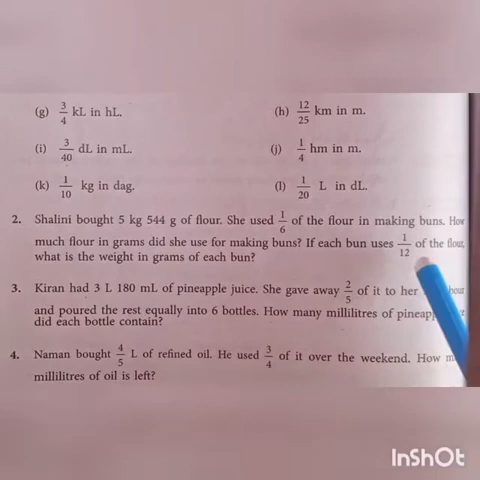 (g) 3/4 kL in hL. (h) 12/25 km in m.
(i) 3/40 dL in mL. (j) 1/4 hm in m.
(k) 1/10 kg in dag. (l) 1/20 L in dL.
2. Shalini bought 5 kg 544 g of flour. She used 1/6 of the flour in making buns. How
much flour in grams did she use for making buns? If each bun uses 1/12 of the flour,
what is the weight in grams of each bun?
3. Kiran had 3 L 180 mL of pineapple juice. She gave away 2/5 of it to her
and poured the rest equally into 6 bottles. How many millilitres of
did each bottle contain?
4. Naman bought 4/5 L of refined oil. He used 3/4 of it over the weekend. How
millilitres of oil is left?
InShOt